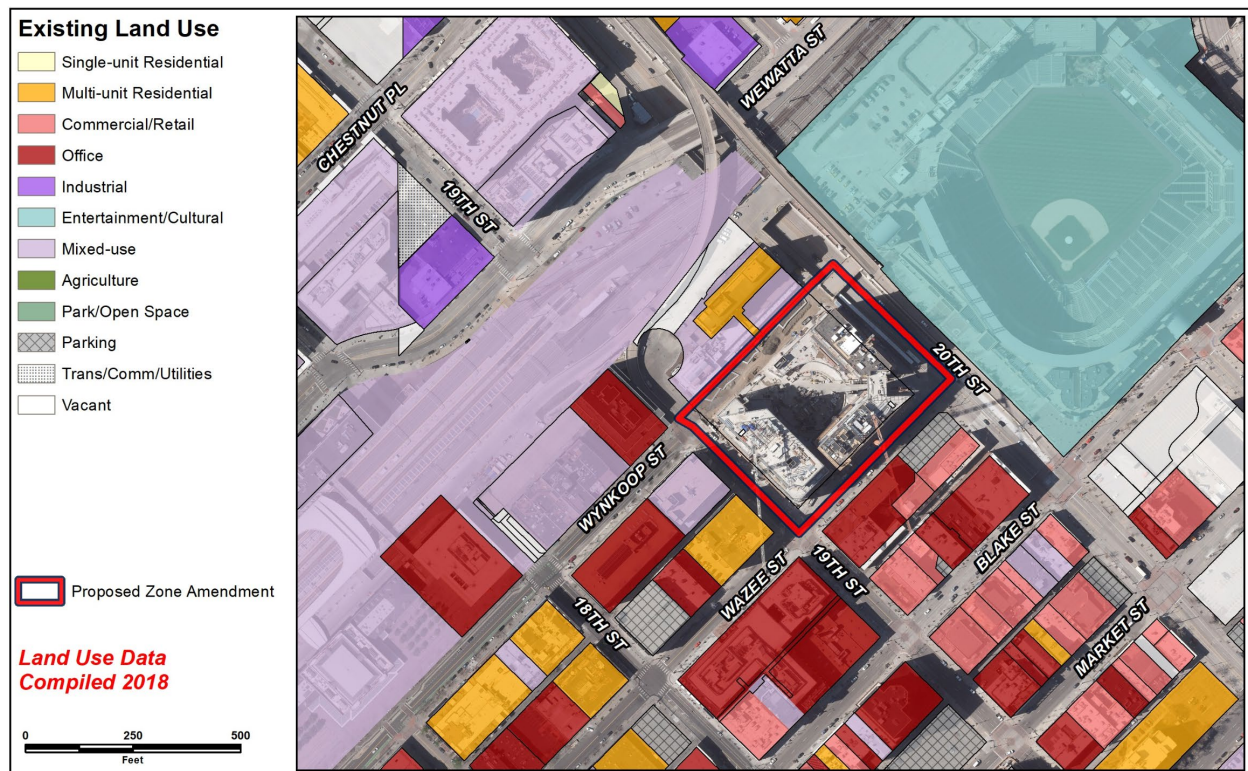 Existing Land Use
Single-unit Residential
Multi-unit Residential
Commercial/Retail
Office
Industrial
Entertainment/Cultural
Mixed-use
Agriculture
Park/Open Space
Parking
Trans/Comm/Utilities
Vacant
Proposed Zone Amendment
Land Use Data
Compiled 2018
0 250 500
Feet
CHESTNUT PL
WEWATTA ST
19TH ST
20TH ST
WYNKOOP ST
BLAKE ST
19TH ST
WAZEE ST
18TH ST
MARKET ST